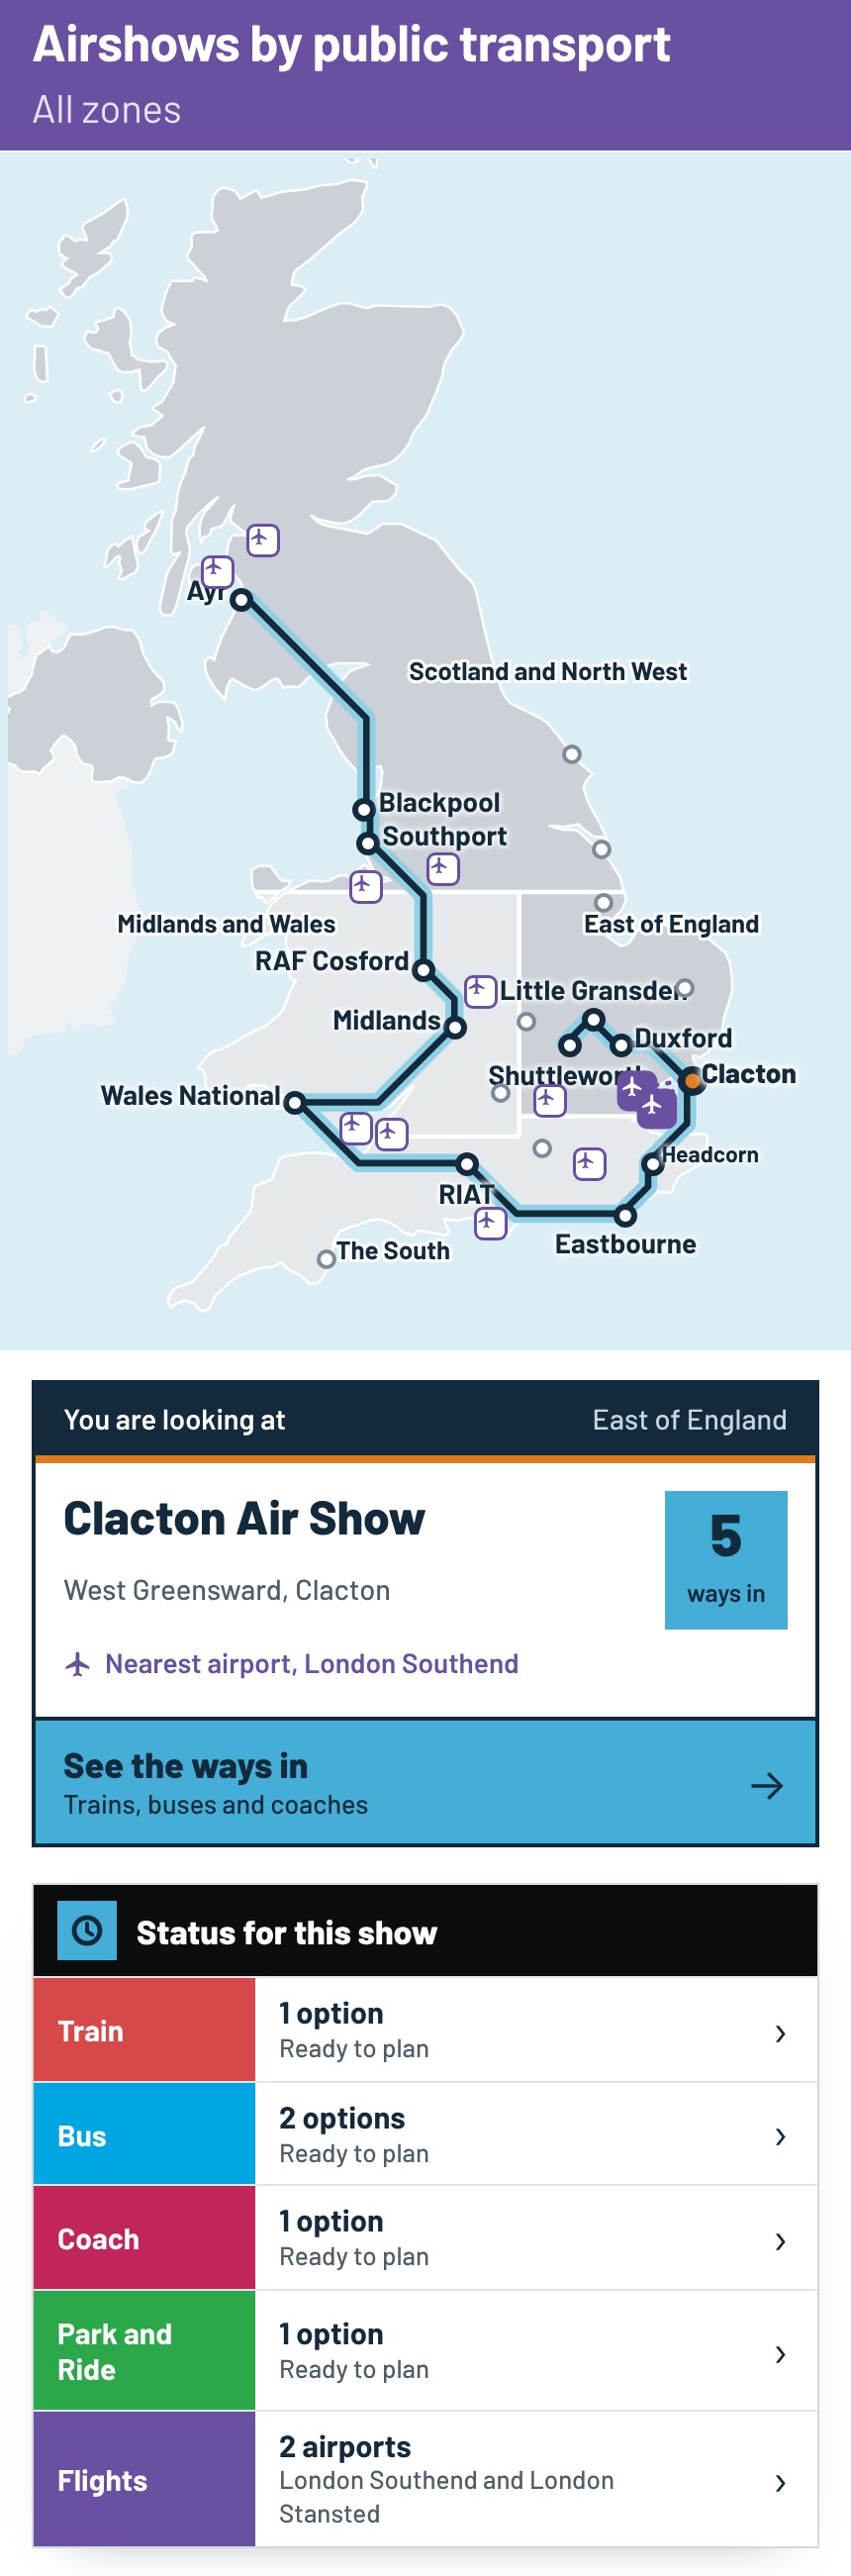 Airshows by public transport
All zones
Ayr
Scotland and North West
Blackpool
Southport
Midlands and Wales
East of England
RAF Cosford
Little Gransden
Midlands
Duxford
Shuttleworth
Clacton
Wales National
Headcorn
RIAT
Eastbourne
The South
You are looking at
East of England
Clacton Air Show
5
ways in
West Greensward, Clacton
Nearest airport, London Southend
See the ways in
Trains, buses and coaches
Status for this show
Train
1 option
Ready to plan
Bus
2 options
Ready to plan
Coach
1 option
Ready to plan
Park and
Ride
1 option
Ready to plan
Flights
2 airports
London Southend and London
Stansted